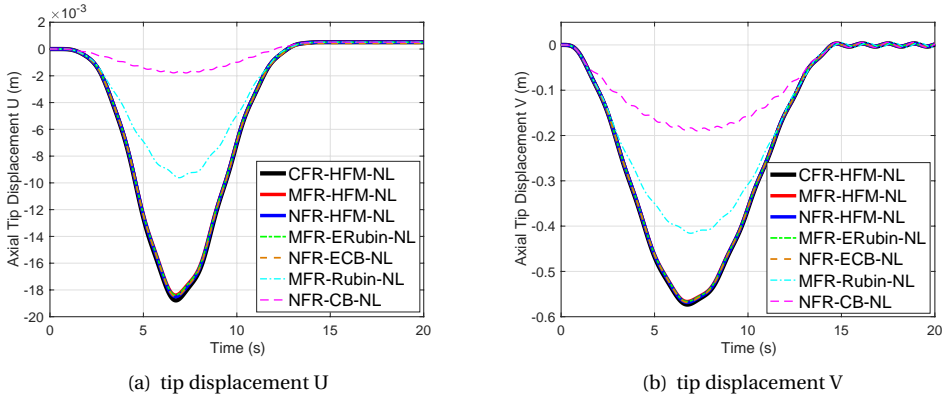 ×10⁻³
2
0
-2
-4
-6
-8
-10
-12
-14
-16
-18
-20
0
5
10
15
20
Axial Tip Displacement U (m)
Time (s)
CFR-HFM-NL
MFR-HFM-NL
NFR-HFM-NL
MFR-ERubin-NL
NFR-ECB-NL
MFR-Rubin-NL
NFR-CB-NL
(a) tip displacement U
0
-0.1
-0.2
-0.3
-0.4
-0.5
-0.6
0
5
10
15
20
Axial Tip Displacement V (m)
Time (s)
CFR-HFM-NL
MFR-HFM-NL
NFR-HFM-NL
MFR-ERubin-NL
NFR-ECB-NL
MFR-Rubin-NL
NFR-CB-NL
(b) tip displacement V